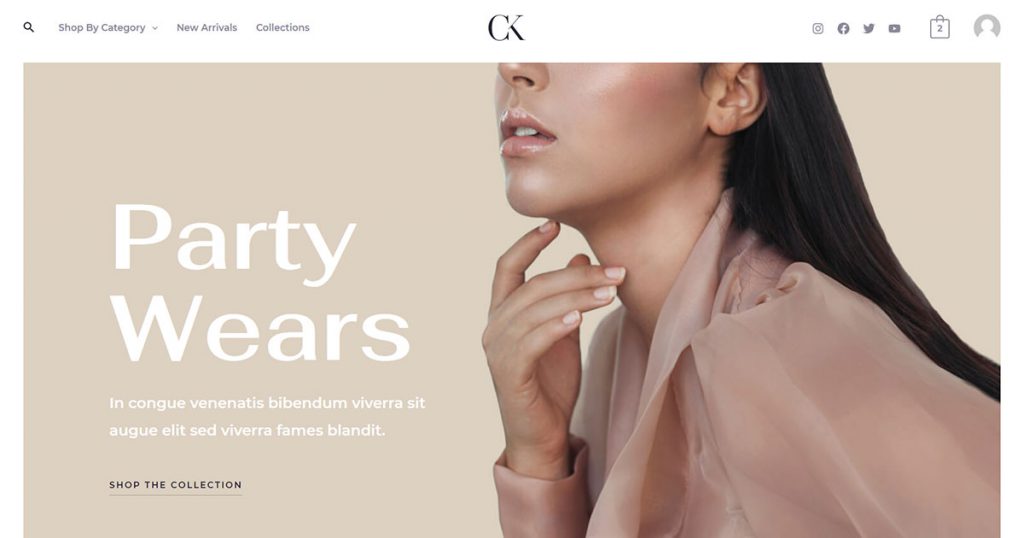 Shop By Category
New Arrivals
Collections
CK
2
Party
Wears
In congue venenatis bibendum viverra sit
augue elit sed viverra fames blandit.
SHOP THE COLLECTION